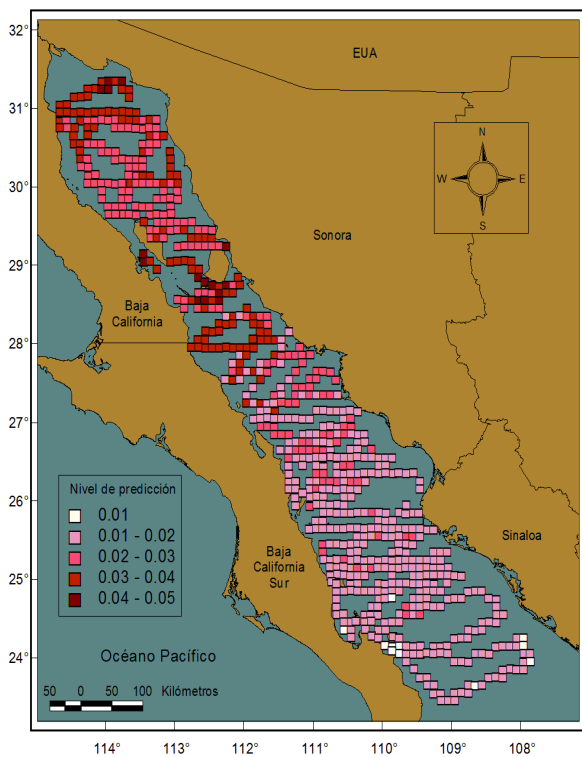 32°
31°
30°
29°
28°
27°
26°
25°
24°
EUA
N
W
E
S
Sonora
Baja
California
Nivel de predicción
0.01
0.01 - 0.02
0.02 - 0.03
0.03 - 0.04
0.04 - 0.05
Sinaloa
Baja
California
Sur
Océano Pacífico
50 0 50 100 Kilómetros
114° 113° 112° 111° 110° 109° 108°